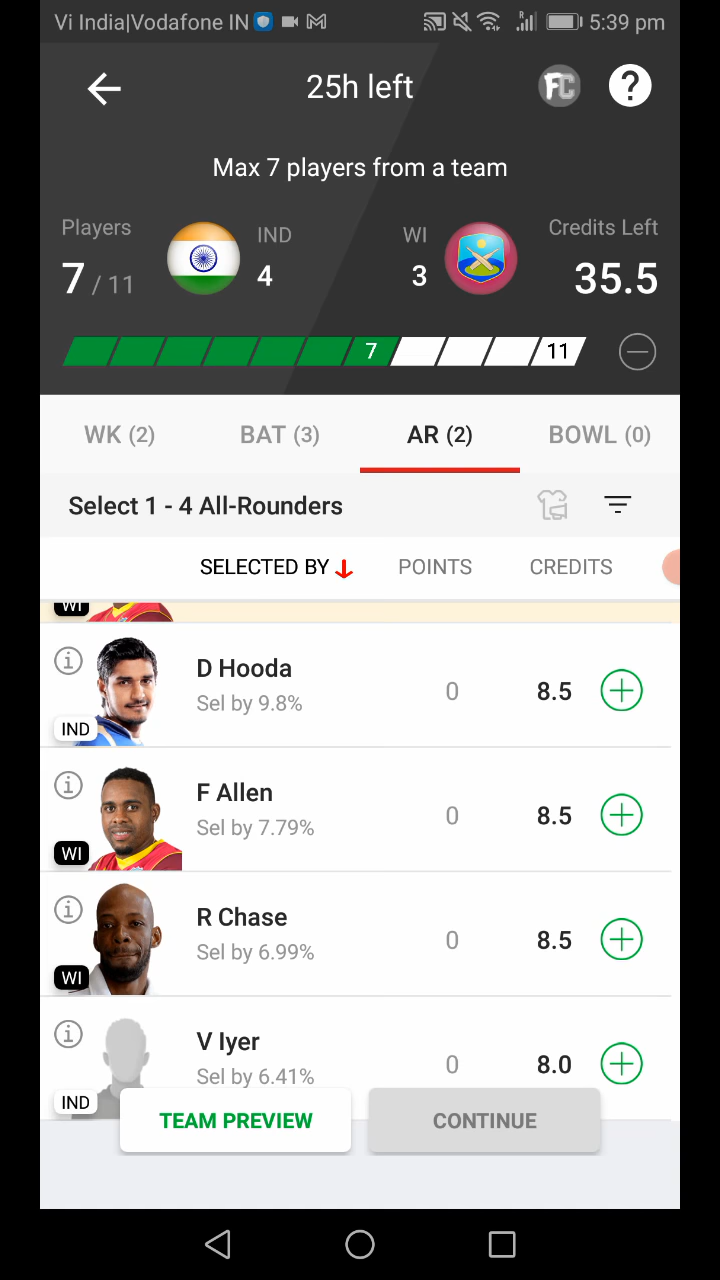 Vi India|Vodafone IN 5:39 pm
25h left FC ?
Max 7 players from a team
Players IND WI Credits Left
7 / 11 4 3 35.5
7 11
WK (2) BAT (3) AR (2) BOWL (0)
Select 1 - 4 All-Rounders
SELECTED BY POINTS CREDITS
WI
D Hooda
Sel by 9.8% 0 8.5
IND
F Allen
Sel by 7.79% 0 8.5
WI
R Chase
Sel by 6.99% 0 8.5
WI
V Iyer
Sel by 6.41% 0 8.0
IND
TEAM PREVIEW CONTINUE